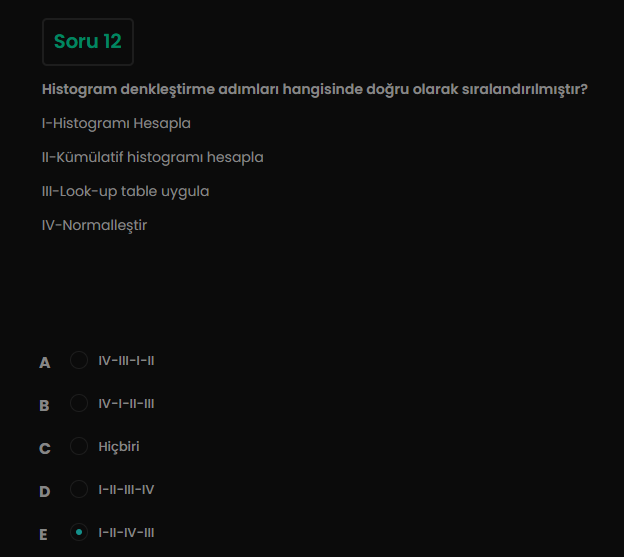 Soru 12
Histogram denkleştirme adımları hangisinde doğru olarak sıralandırılmıştır?
I-Histogramı Hesapla
II-Kümülatif histogramı hesapla
III-Look-up table uygula
IV-Normalleştir
A IV-III-I-II
B IV-I-II-III
C Hiçbiri
D I-II-III-IV
E I-II-IV-III